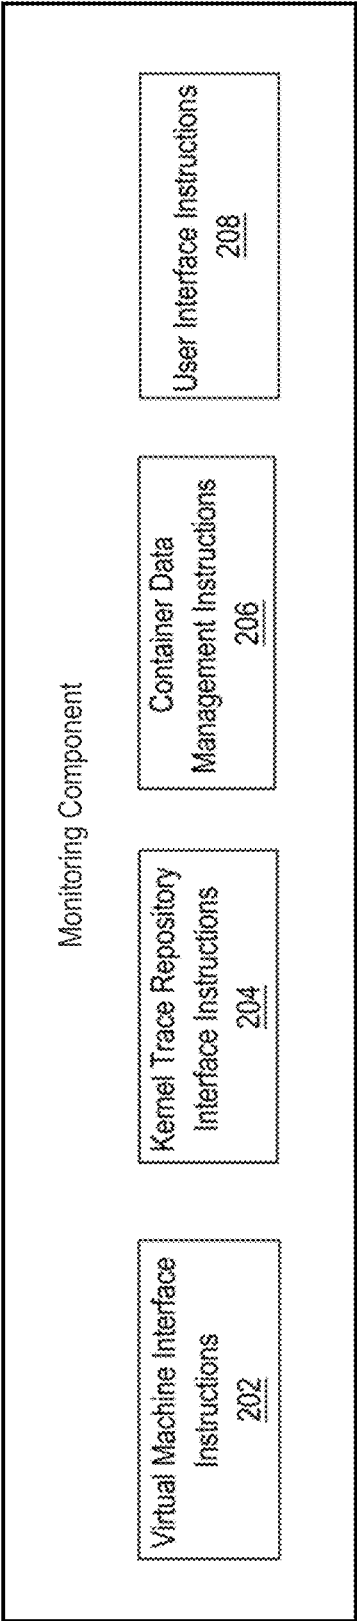 Monitoring Component
Virtual Machine Interface
Instructions
202
Kernel Trace Repository
Interface Instructions
204
Container Data
Management Instructions
206
User Interface Instructions
208